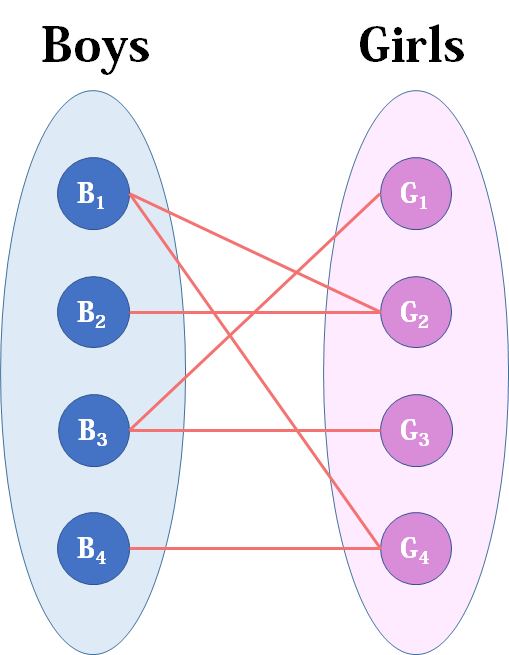 Boys Girls
B₁ G₁
B₂ G₂
B₃ G₃
B₄ G₄